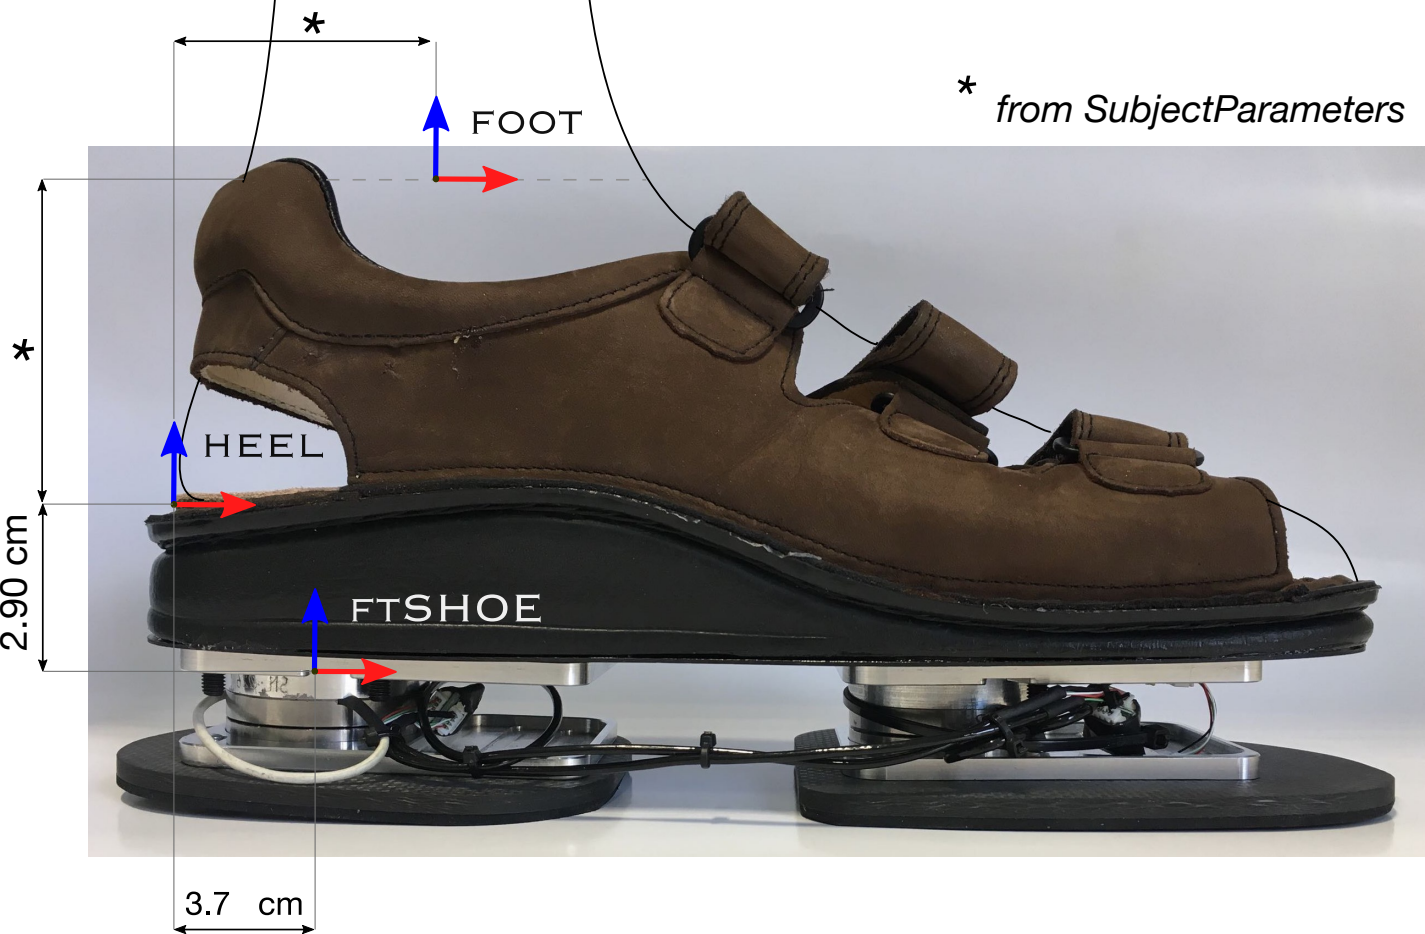 *
* from SubjectParameters
FOOT
*
HEEL
2.90 cm
FTSHOE
3.7 cm